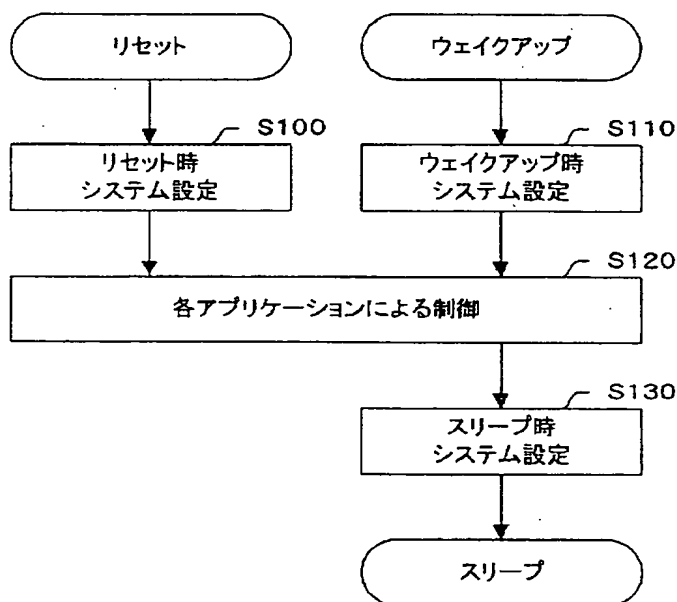 リセット
ウェイクアップ
S100
リセット時
システム設定
S110
ウェイクアップ時
システム設定
S120
各アプリケーションによる制御
S130
スリープ時
システム設定
スリープ